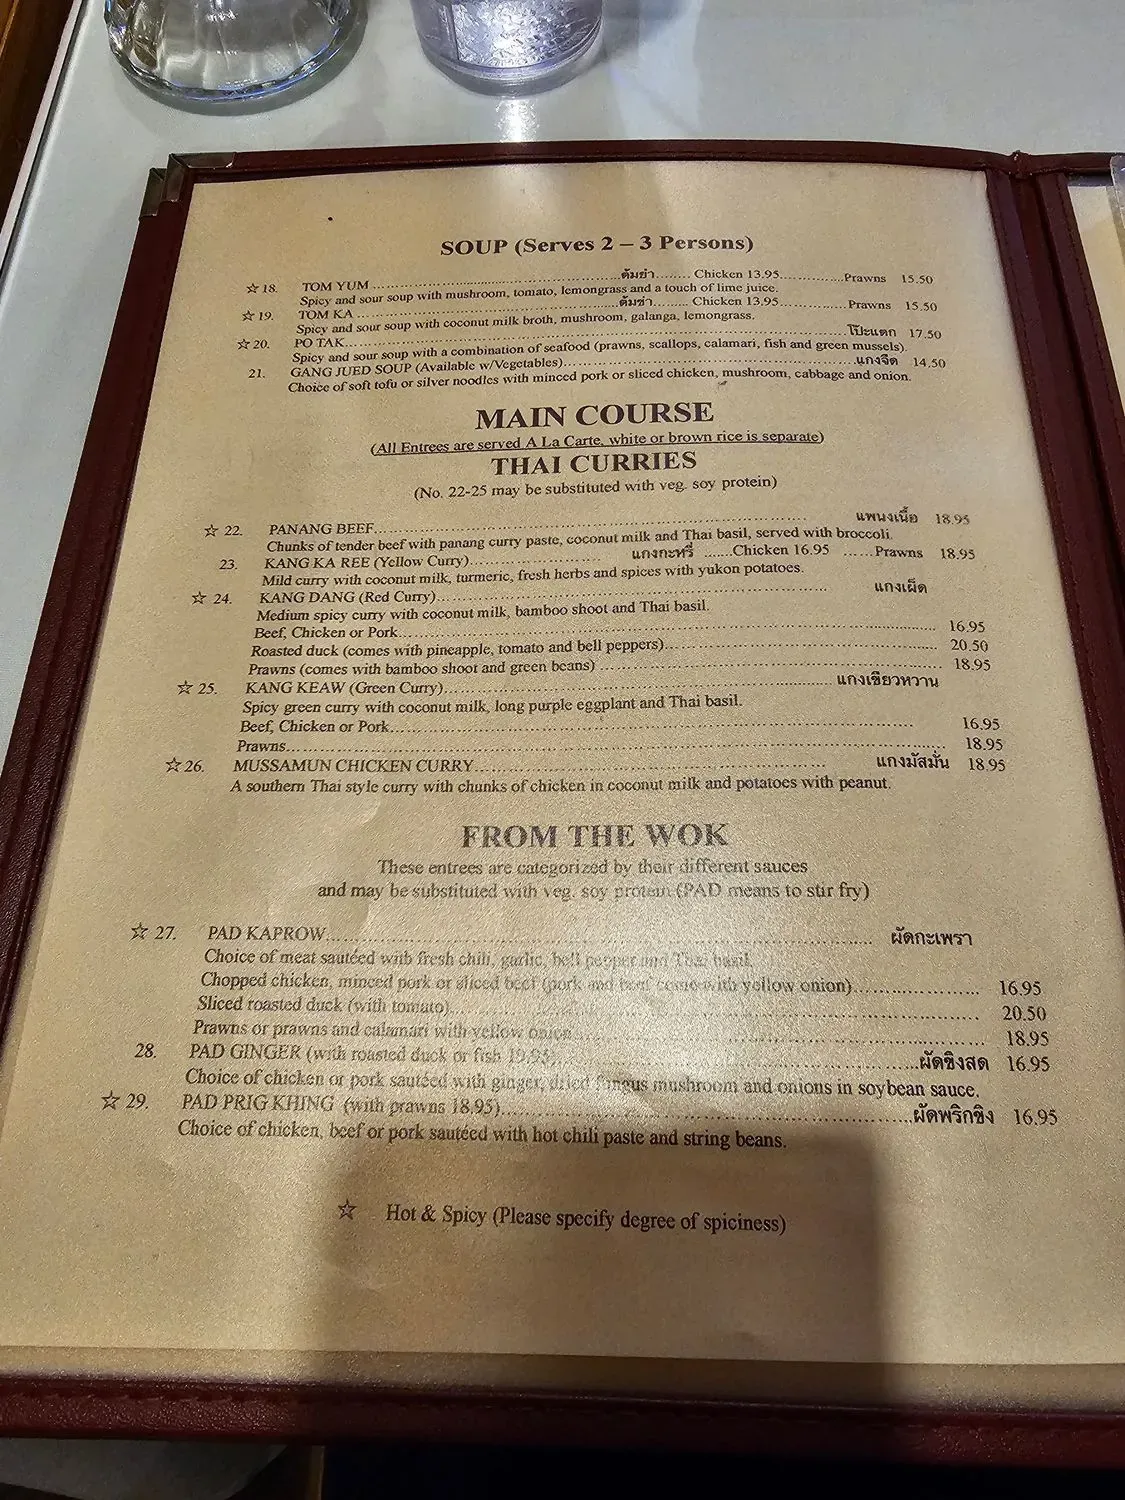 SOUP (Serves 2 – 3 Persons)
☆ 18. TOM YUM ........ต้มยำ........ Chicken 13.95............Prawns 15.50
Spicy and sour soup with mushroom, tomato, lemongrass and a touch of lime juice.
☆ 19. TOM KA ........ต้มข่า........ Chicken 13.95............Prawns 15.50
Spicy and sour soup with coconut milk broth, mushroom, galanga, lemongrass.
☆ 20. PO TAK........โป๊ะแตก 17.50
Spicy and sour soup with a combination of seafood (prawns, scallops, calamari, fish and green mussels).
21. GANG JUED SOUP (Available w/Vegetables)........แกงจืด 14.50
Choice of soft tofu or silver noodles with minced pork or sliced chicken, mushroom, cabbage and onion.
MAIN COURSE
(All Entrees are served A La Carte, white or brown rice is separate)
THAI CURRIES
(No. 22-25 may be substituted with veg. soy protein)
☆ 22. PANANG BEEF........ แพนงเนื้อ 18.95
Chunks of tender beef with panang curry paste, coconut milk and Thai basil, served with broccoli.
23. KANG KA REE (Yellow Curry)........ แกงกะหรี่ .......Chicken 16.95 ......Prawns 18.95
Mild curry with coconut milk, turmeric, fresh herbs and spices with yukon potatoes.
☆ 24. KANG DANG (Red Curry)........ แกงเผ็ด
Medium spicy curry with coconut milk, bamboo shoot and Thai basil.
Beef, Chicken or Pork........ 16.95
Roasted duck (comes with pineapple, tomato and bell peppers)........ 20.50
Prawns (comes with bamboo shoot and green beans) ........ 18.95
☆ 25. KANG KEAW (Green Curry)........ แกงเขียวหวาน
Spicy green curry with coconut milk, long purple eggplant and Thai basil.
Beef, Chicken or Pork........ 16.95
Prawns........ 18.95
☆ 26. MUSSAMUN CHICKEN CURRY........ แกงมัสมั่น 18.95
A southern Thai style curry with chunks of chicken in coconut milk and potatoes with peanut.
FROM THE WOK
These entrees are categorized by their different sauces
and may be substituted with veg. soy protein (PAD means to stir fry)
☆ 27. PAD KAPROW........ ผัดกะเพรา
Choice of meat sautéed with fresh chili, garlic, bell pepper and Thai basil.
Chopped chicken, minced pork or sliced beef (pork and beef come with yellow onion)........ 16.95
Sliced roasted duck (with tomato)........ 20.50
Prawns or prawns and calamari with yellow onion........ 18.95
28. PAD GINGER (with roasted duck or fish 19.95)........ผัดขิงสด 16.95
Choice of chicken or pork sautéed with ginger, dried fungus mushroom and onions in soybean sauce.
☆ 29. PAD PRIG KHING (with prawns 18.95)........ผัดพริกขิง 16.95
Choice of chicken, beef or pork sautéed with hot chili paste and string beans.
☆ Hot & Spicy (Please specify degree of spiciness)